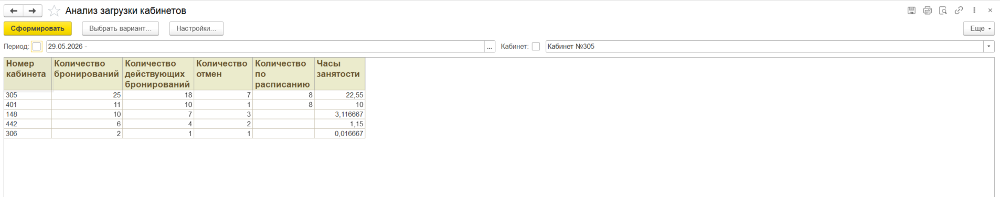 Анализ загрузки кабинетов
Сформировать Выбрать вариант... Настройки... Еще
Период: 29.05.2026 - ... Кабинет: Кабинет №305
Номер кабинета Количество бронирований Количество действующих бронирований Количество отмен Количество по расписанию Часы занятости
305 25 18 7 8 22,55
401 11 10 1 8 10
148 10 7 3 3,116667
442 6 4 2 1,15
306 2 1 1 0,016667